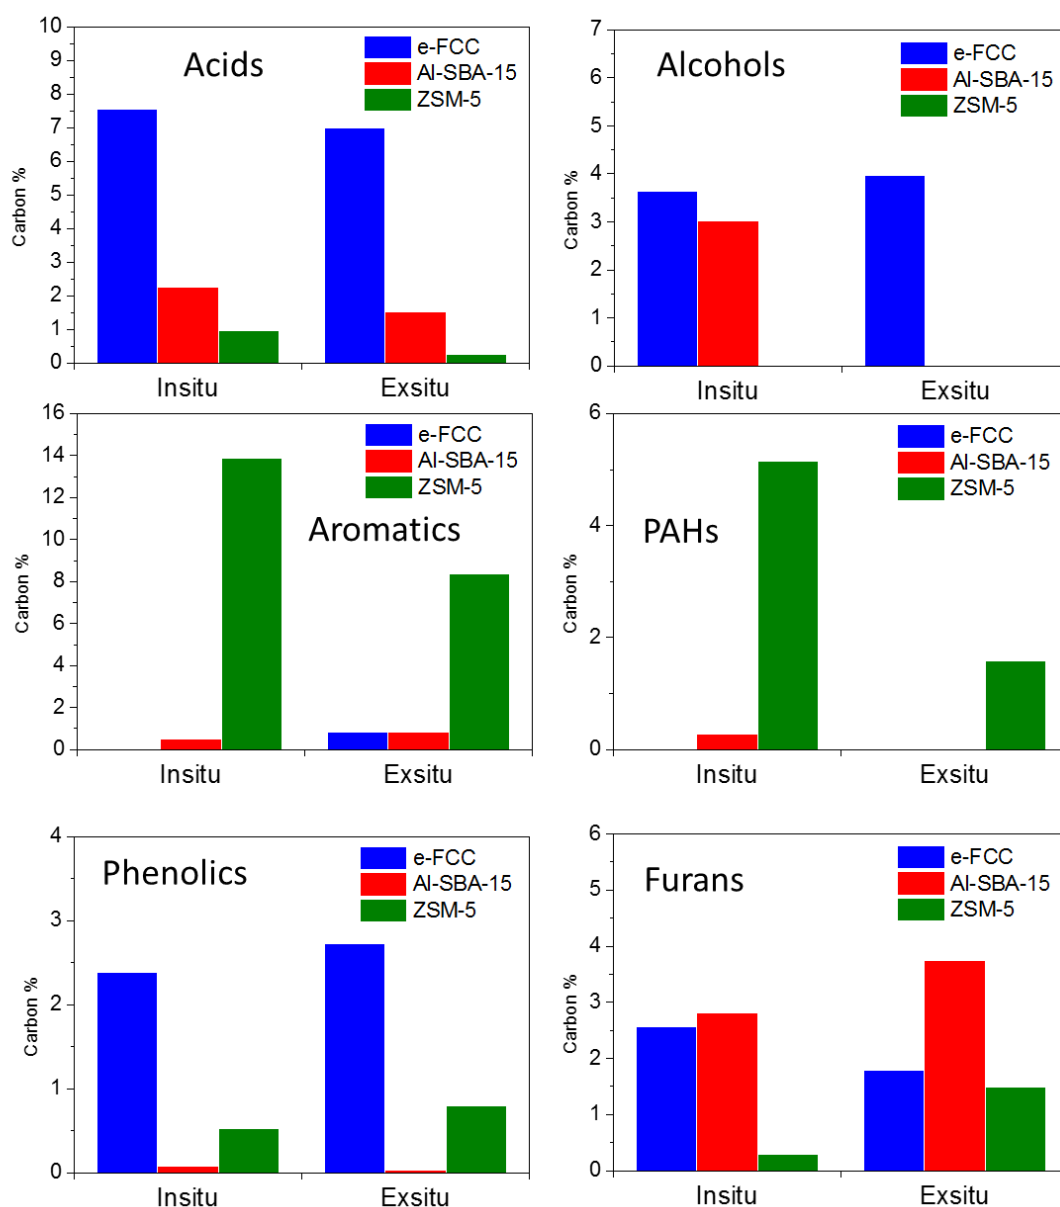 Acids
e-FCC
Al-SBA-15
ZSM-5
Carbon %
10
9
8
7
6
5
4
3
2
1
0
Insitu
Exsitu
Alcohols
e-FCC
Al-SBA-15
ZSM-5
Carbon %
7
6
5
4
3
2
1
0
Insitu
Exsitu
Aromatics
e-FCC
Al-SBA-15
ZSM-5
Carbon %
16
14
12
10
8
6
4
2
0
Insitu
Exsitu
PAHs
e-FCC
Al-SBA-15
ZSM-5
Carbon %
6
4
2
0
Insitu
Exsitu
Phenolics
e-FCC
Al-SBA-15
ZSM-5
Carbon %
4
3
2
1
0
Insitu
Exsitu
Furans
e-FCC
Al-SBA-15
ZSM-5
Carbon %
6
5
4
3
2
1
0
Insitu
Exsitu